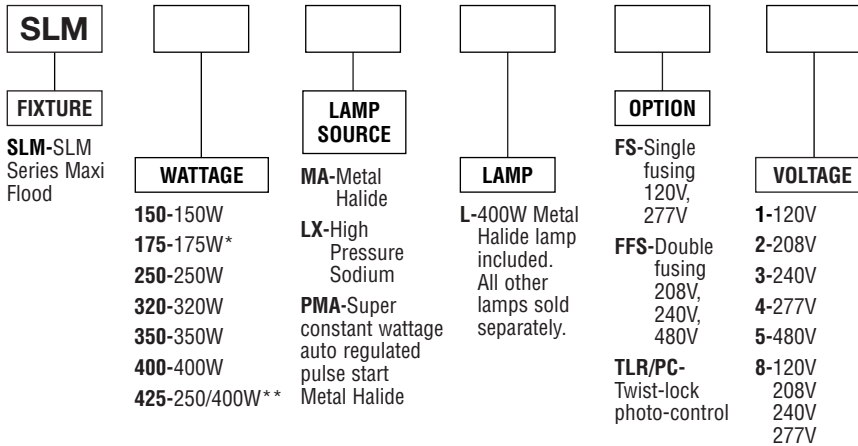 SLM
FIXTURE
SLM-SLM
Series Maxi
Flood
WATTAGE
150-150W
175-175W*
250-250W
320-320W
350-350W
400-400W
425-250/400W**
LAMP
SOURCE
MA-Metal
Halide
LX-High
Pressure
Sodium
PMA-Super
constant wattage
auto regulated
pulse start
Metal Halide
LAMP
L-400W Metal
Halide lamp
included.
All other
lamps sold
separately.
OPTION
FS-Single
fusing
120V,
277V
FFS-Double
fusing
208V,
240V,
480V
TLR/PC-
Twist-lock
photo-control
VOLTAGE
1-120V
2-208V
3-240V
4-277V
5-480V
8-120V
208V
240V
277V